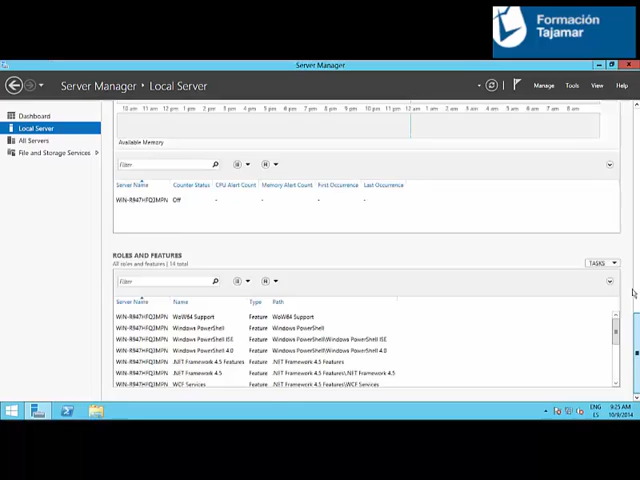 Formación
Tajamar
Server Manager
Server Manager • Local Server
Manage Tools View Help
Dashboard
Local Server
All Servers
File and Storage Services
10 am 11 am 12 pm 1 pm 2 pm 3 pm 4 pm 5 pm 6 pm 7 pm 8 pm 9 pm 10 pm 11 pm 12 am 1 am 2 am 3 am 4 am 5 am 6 am 7 am 8 am
Available Memory
Filter
Server Name Counter Status CPU Alert Count Memory Alert Count First Occurrence Last Occurrence
WIN-R947HFQ3MPN Off - - - -
ROLES AND FEATURES
All roles and features | 14 total
TASKS
Filter
Server Name Name Type Path
WIN-R947HFQ3MPN WoW64 Support Feature WoW64 Support
WIN-R947HFQ3MPN Windows PowerShell Feature Windows PowerShell
WIN-R947HFQ3MPN Windows PowerShell ISE Feature Windows PowerShell\Windows PowerShell ISE
WIN-R947HFQ3MPN Windows PowerShell 4.0 Feature Windows PowerShell\Windows PowerShell 4.0
WIN-R947HFQ3MPN .NET Framework 4.5 Features Feature .NET Framework 4.5 Features
WIN-R947HFQ3MPN .NET Framework 4.5 Feature .NET Framework 4.5 Features\.NET Framework 4.5
WIN-R947HFQ3MPN WCF Services Feature .NET Framework 4.5 Features\WCF Services
ENG 9:25 AM
ES 10/9/2014